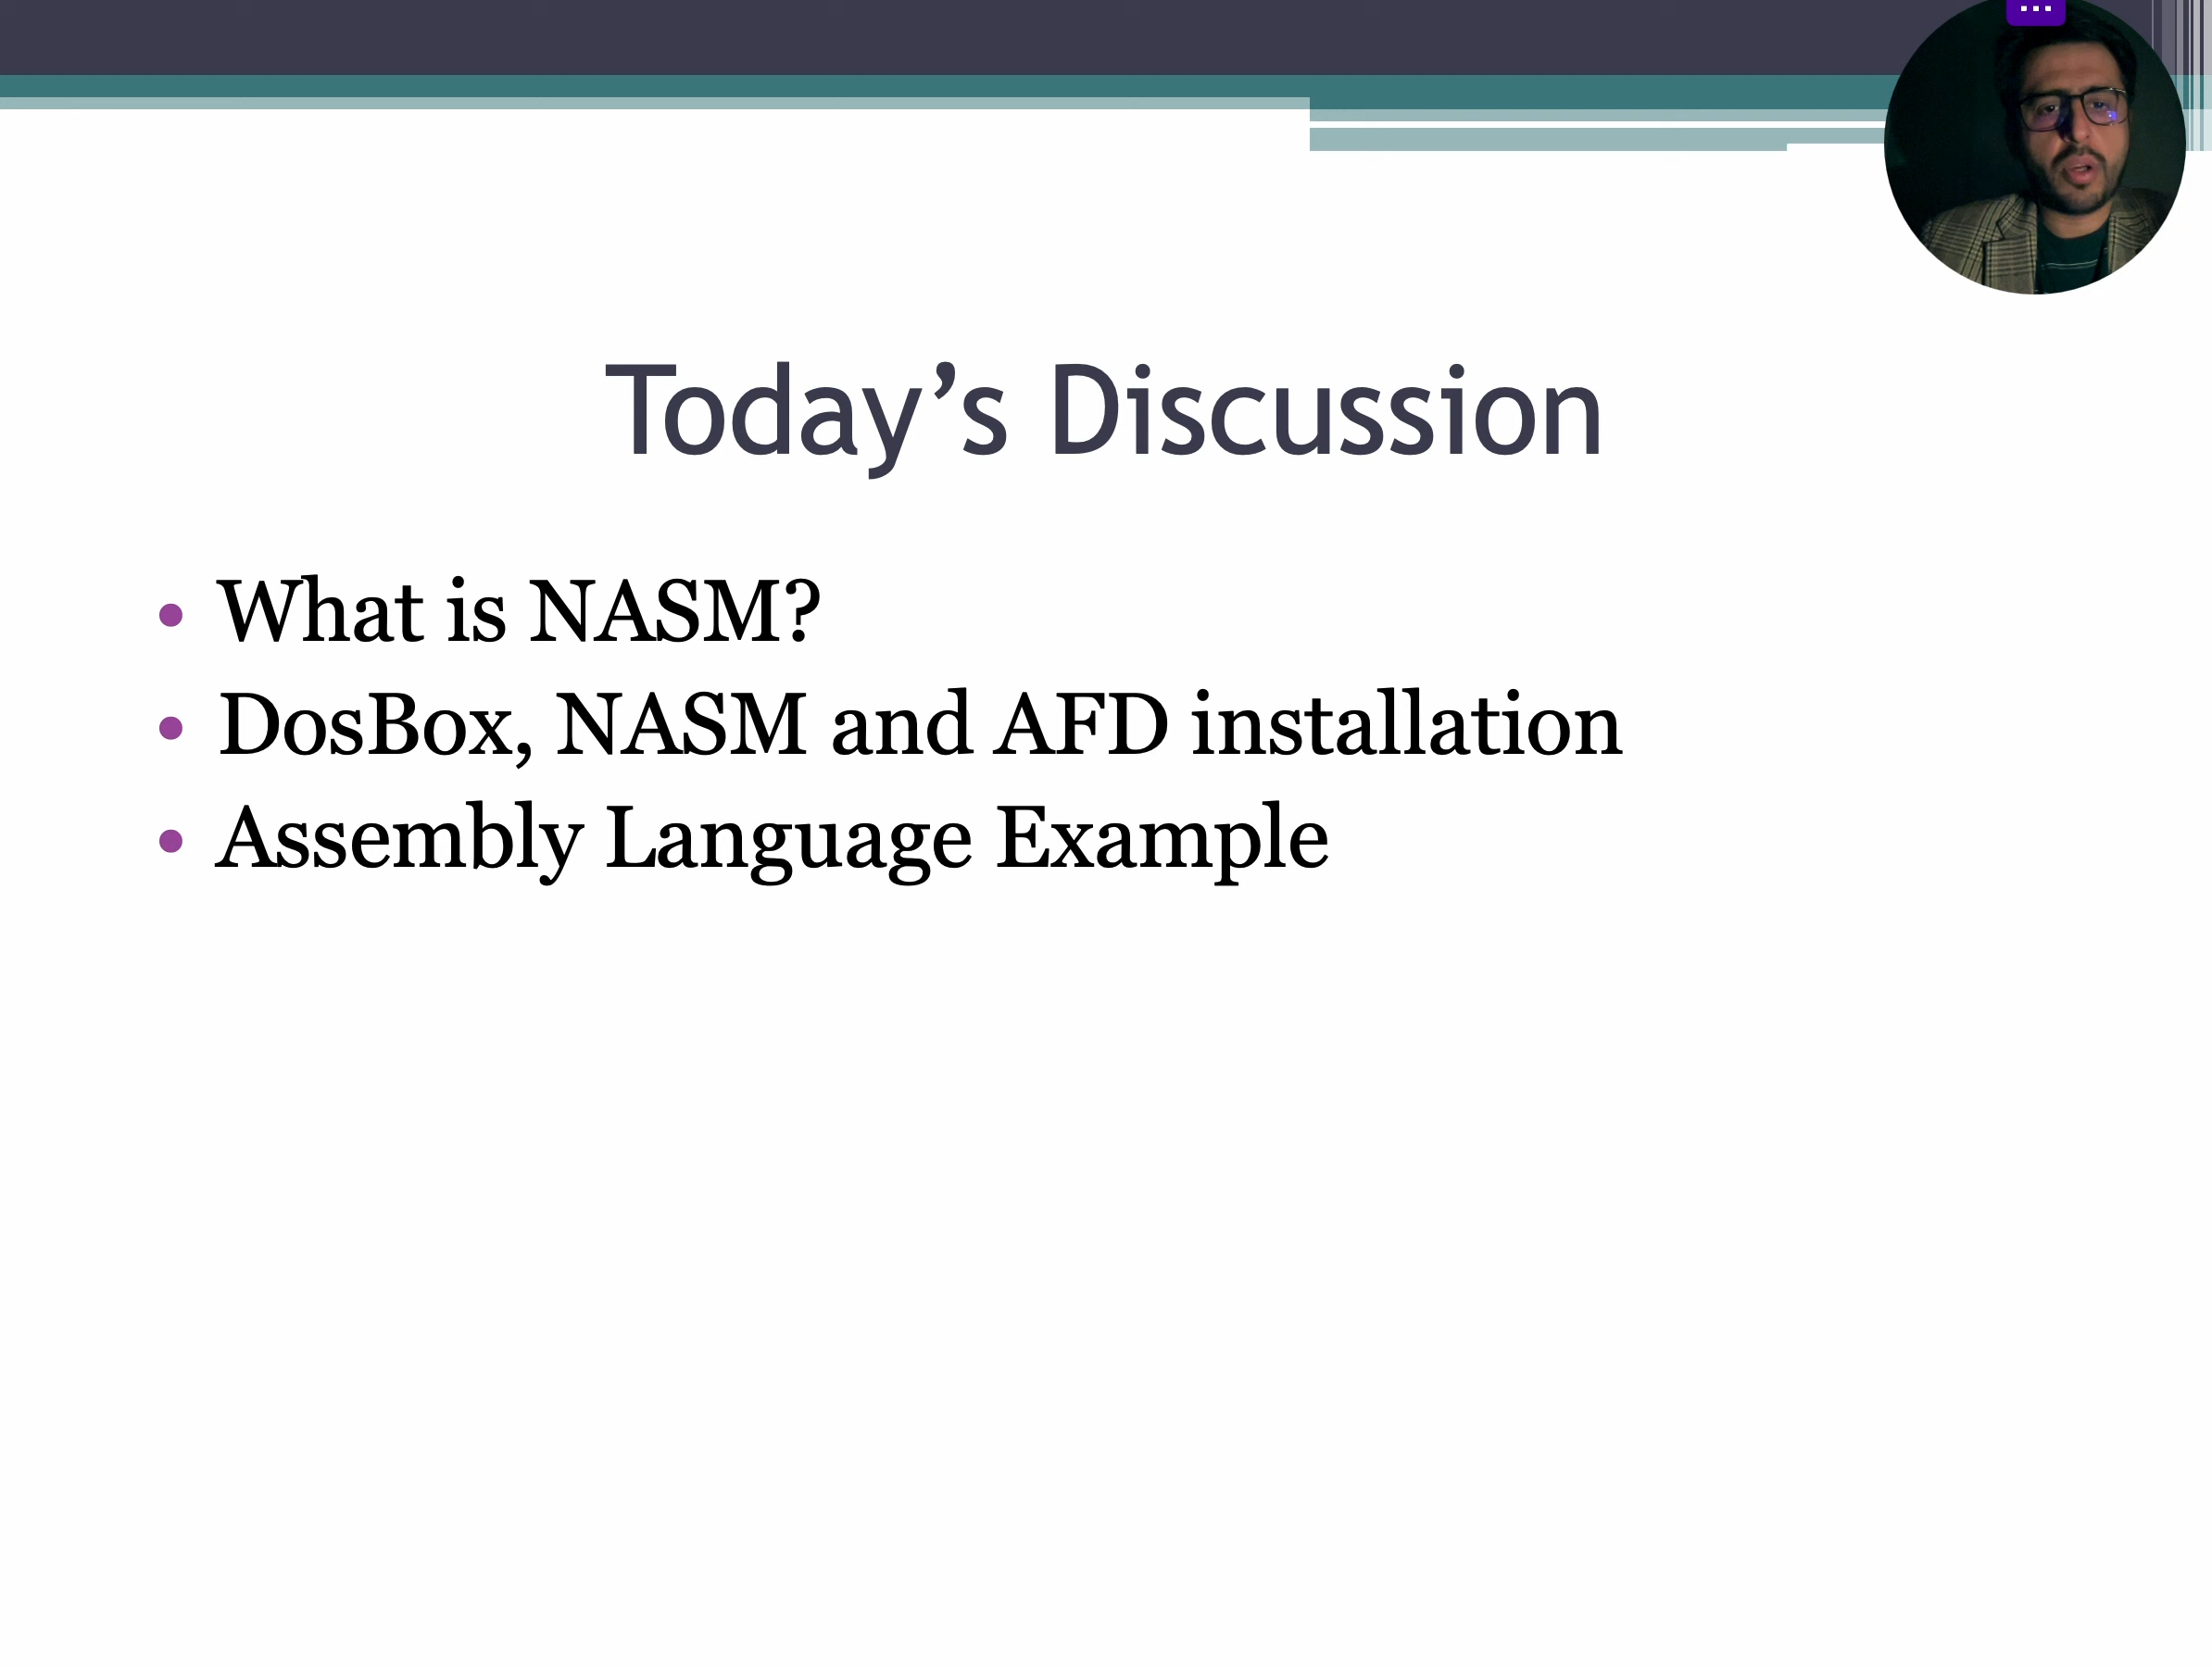 Today’s Discussion
• What is NASM?
• DosBox, NASM and AFD installation
• Assembly Language Example